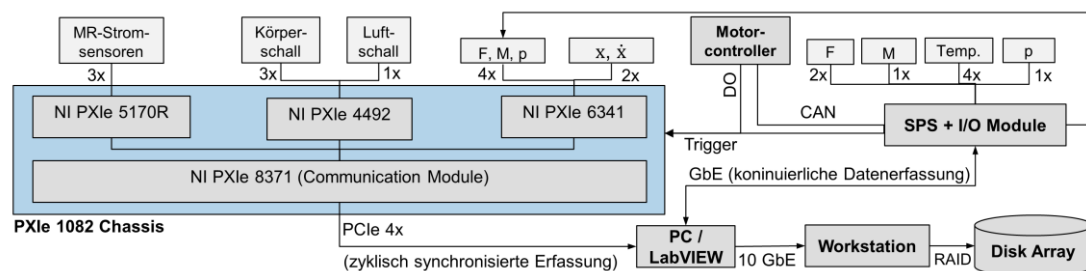 MR-Strom-
sensoren
Körper-
schall
Luft-
schall
F, M, p
x, ẋ
Motor-
controller
F
M
Temp.
p
3x
3x
1x
4x
2x
2x
1x
4x
1x
DO
CAN
NI PXIe 5170R
NI PXIe 4492
NI PXIe 6341
SPS + I/O Module
Trigger
NI PXIe 8371 (Communication Module)
GbE (koninuierliche Datenerfassung)
PXIe 1082 Chassis
PCIe 4x
(zyklisch synchronisierte Erfassung)
PC /
LabVIEW
10 GbE
Workstation
RAID
Disk Array